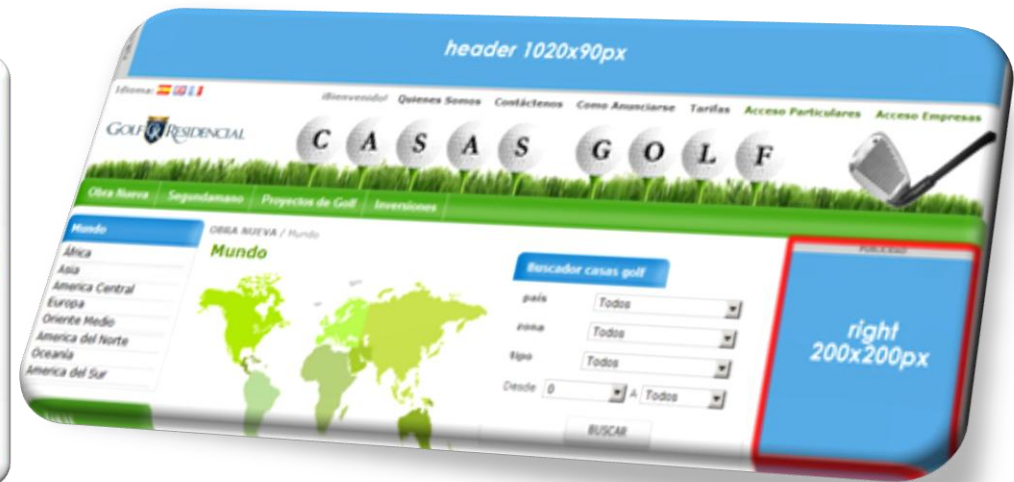 header 1020x90px
Idioma:
¡Bienvenido! Quienes Somos Contáctenos Como Anunciarse Tarifas Acceso Particulares Acceso Empresas
GOLF GR RESIDENCIAL
C A S A S G O L F
Obra Nueva Segundamano Proyectos de Golf Inversiones
Mundo
África
Asia
America Central
Europa
Oriente Medio
America del Norte
Oceanía
America del Sur
OBRA NUEVA / Mundo
Mundo
Buscador casas golf
país Todos
zona Todos
tipo Todos
Desde 0 A Todos
BUSCAR
PUBLICIDAD
right
200x200px